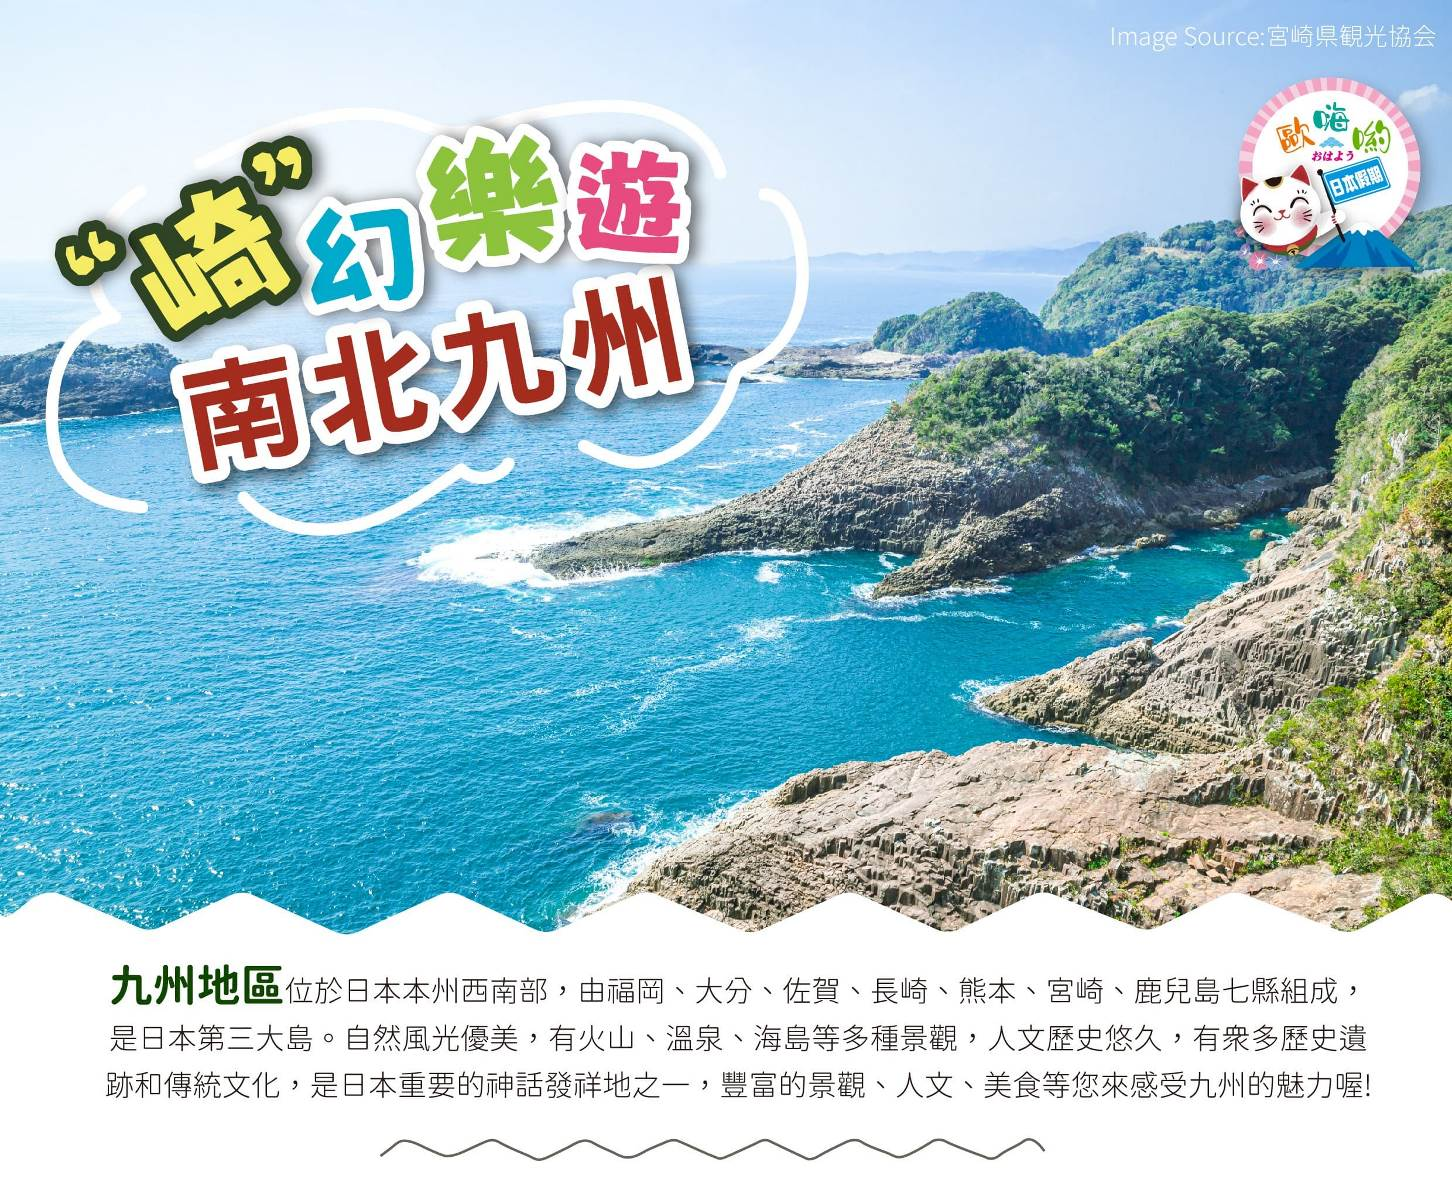 Image Source:宮崎県観光協会
歐嗨喲
おはよう
日本假期
“崎”幻樂遊
南北九州
九州地區位於日本本州西南部，由福岡、大分、佐賀、長崎、熊本、宮崎、鹿兒島七縣組成，
是日本第三大島。自然風光優美，有火山、溫泉、海島等多種景觀，人文歷史悠久，有衆多歷史遺
跡和傳統文化，是日本重要的神話發祥地之一，豐富的景觀、人文、美食等您來感受九州的魅力喔!